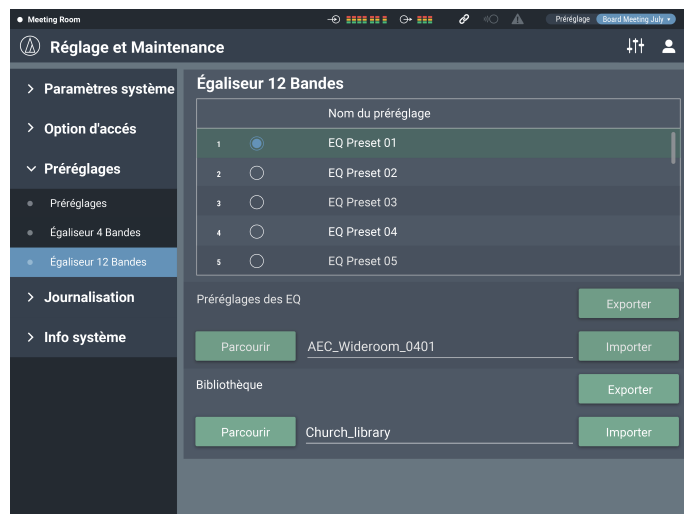 Meeting Room
Préréglage
Board Meeting July
Réglage et Maintenance
Paramètres système
Option d'accés
Préréglages
Préréglages
Égaliseur 4 Bandes
Égaliseur 12 Bandes
Journalisation
Info système
Égaliseur 12 Bandes
Nom du préréglage
1 EQ Preset 01
2 EQ Preset 02
3 EQ Preset 03
4 EQ Preset 04
5 EQ Preset 05
Préréglages des EQ
Exporter
Parcourir AEC_Wideroom_0401 Importer
Bibliothèque
Exporter
Parcourir Church_library Importer